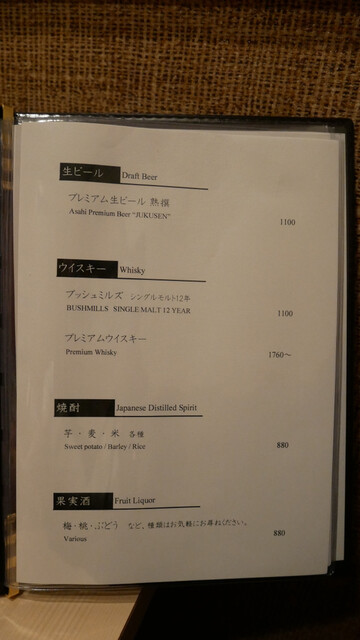 生ビール Draft Beer
プレミアム生ビール 熟撰
Asahi Premium Beer "JUKUSEN" 1100
ウイスキー Whisky
ブッシュミルズ シングルモルト12年
BUSHMILLS SINGLE MALT 12 YEAR 1100
プレミアムウイスキー
Premium Whisky 1760～
焼酎 Japanese Distilled Spirit
芋・麦・米 各種 880
Sweet potato / Barley / Rice
果実酒 Fruit Liquor
梅・桃・ぶどう など、種類はお気軽にお尋ねください。
Various 880